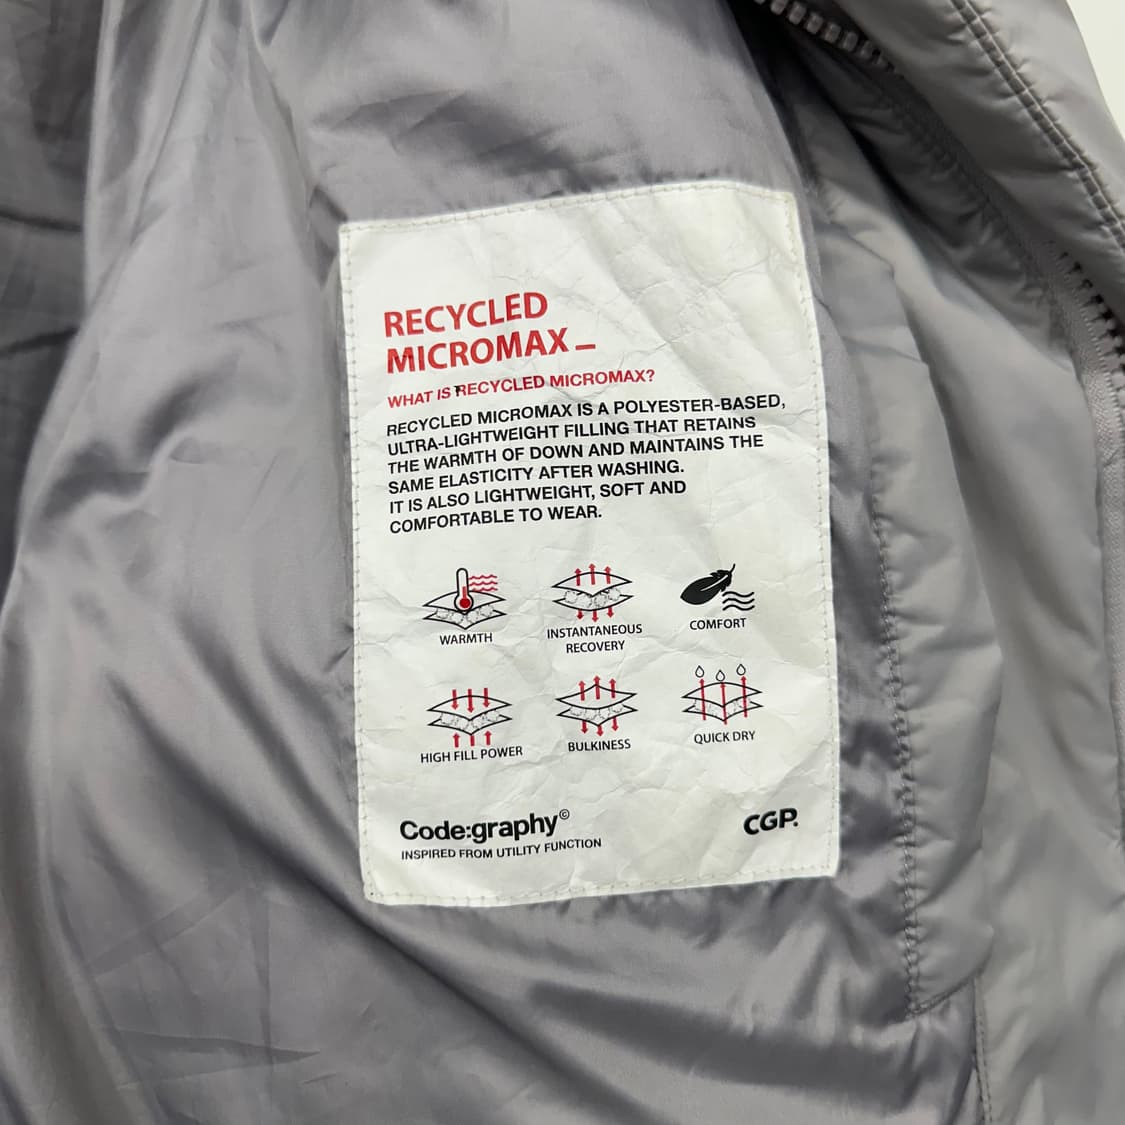 RECYCLED
MICROMAX_
WHAT IS RECYCLED MICROMAX?
RECYCLED MICROMAX IS A POLYESTER-BASED,
ULTRA-LIGHTWEIGHT FILLING THAT RETAINS
THE WARMTH OF DOWN AND MAINTAINS THE
SAME ELASTICITY AFTER WASHING.
IT IS ALSO LIGHTWEIGHT, SOFT AND
COMFORTABLE TO WEAR.
WARMTH
INSTANTANEOUS
RECOVERY
COMFORT
HIGH FILL POWER
BULKINESS
QUICK DRY
Code:graphy©
INSPIRED FROM UTILITY FUNCTION
CGP.